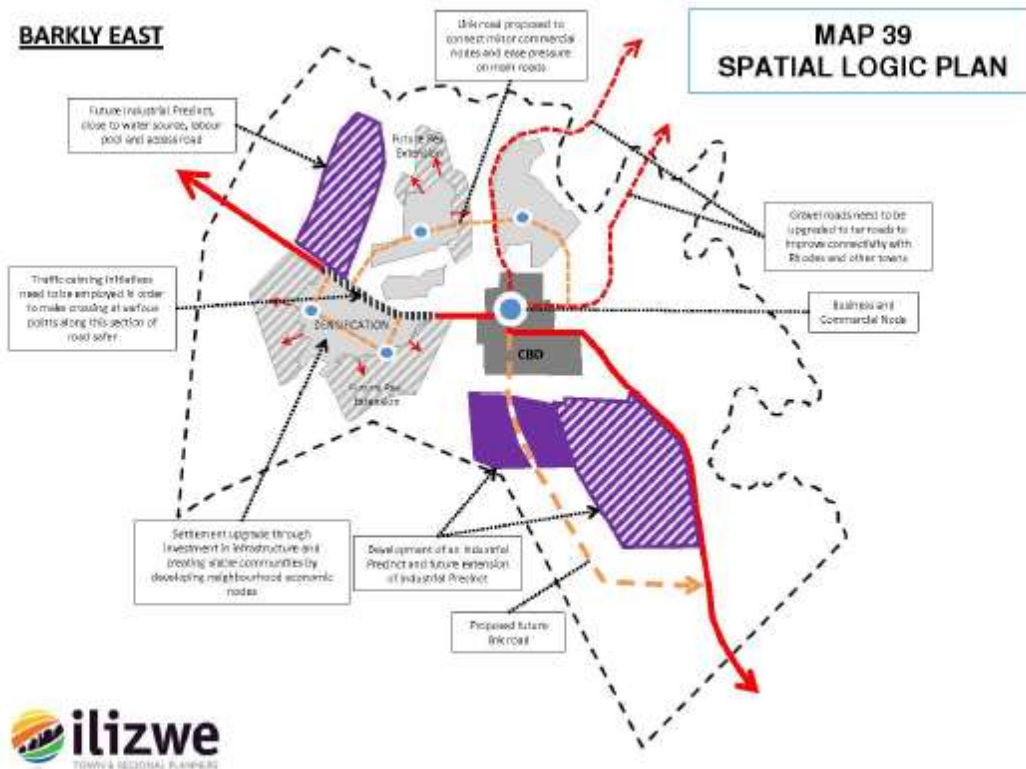 BARKLY EAST
MAP 39
SPATIAL LOGIC PLAN
Link road proposed to
connect minor commercial
nodes and ease pressure
on main roads
Future Industrial Precinct,
close to water source, labour
pool and access road
Future Res
Extension
Gravel roads need to be
upgraded to tar roads to
improve connectivity with
Rhodes and other towns
Traffic calming initiatives
need to be employed in order
to make crossing at various
points along this section of
road safer
DENSIFICATION
Business and
Commercial Node
CBD
Future Res
Extension
Settlement upgrade through
investment in infrastructure and
creating viable communities by
developing neighbourhood economic
nodes
Development of an Industrial
Precinct and future extension
of Industrial Precinct
Proposed future
link road
ilizwe
TOWN & REGIONAL PLANNERS